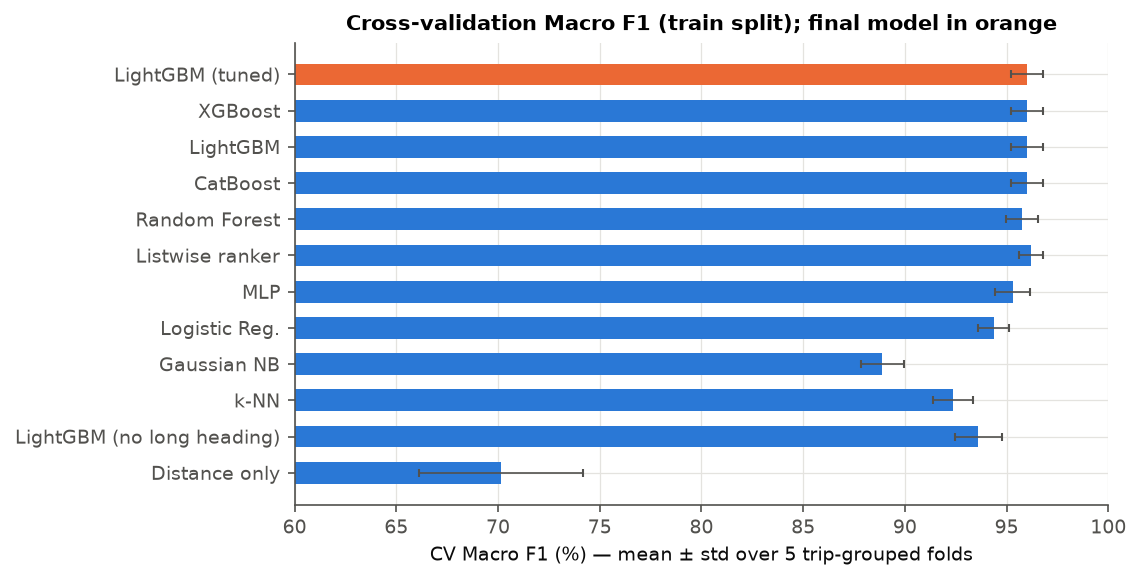 Cross-validation Macro F1 (train split); final model in orange
LightGBM (tuned)
XGBoost
LightGBM
CatBoost
Random Forest
Listwise ranker
MLP
Logistic Reg.
Gaussian NB
k-NN
LightGBM (no long heading)
Distance only
60 65 70 75 80 85 90 95 100
CV Macro F1 (%) — mean ± std over 5 trip-grouped folds